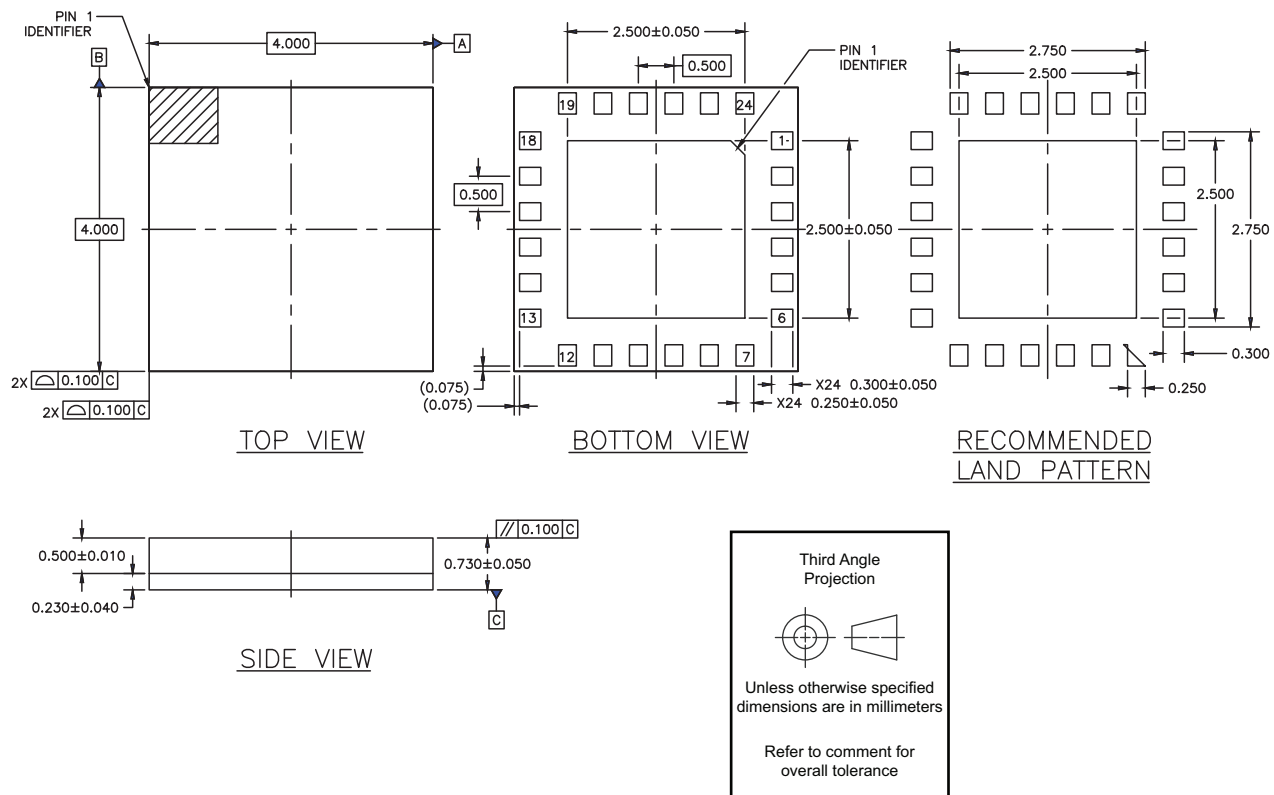 PIN 1
IDENTIFIER
4.000
A
B
4.000
2X ⌓ 0.100 C
2X ⌓ 0.100 C
TOP VIEW
2.500±0.050
0.500
PIN 1
IDENTIFIER
19
24
18
1-
0.500
2.500±0.050
13
6
12
7
(0.075)
(0.075)
X24 0.300±0.050
X24 0.250±0.050
BOTTOM VIEW
2.750
2.500
2.500
2.750
0.300
0.250
RECOMMENDED
LAND PATTERN
// 0.100 C
0.500±0.010
0.730±0.050
0.230±0.040
C
SIDE VIEW
Third Angle
Projection
Unless otherwise specified
dimensions are in millimeters
Refer to comment for
overall tolerance